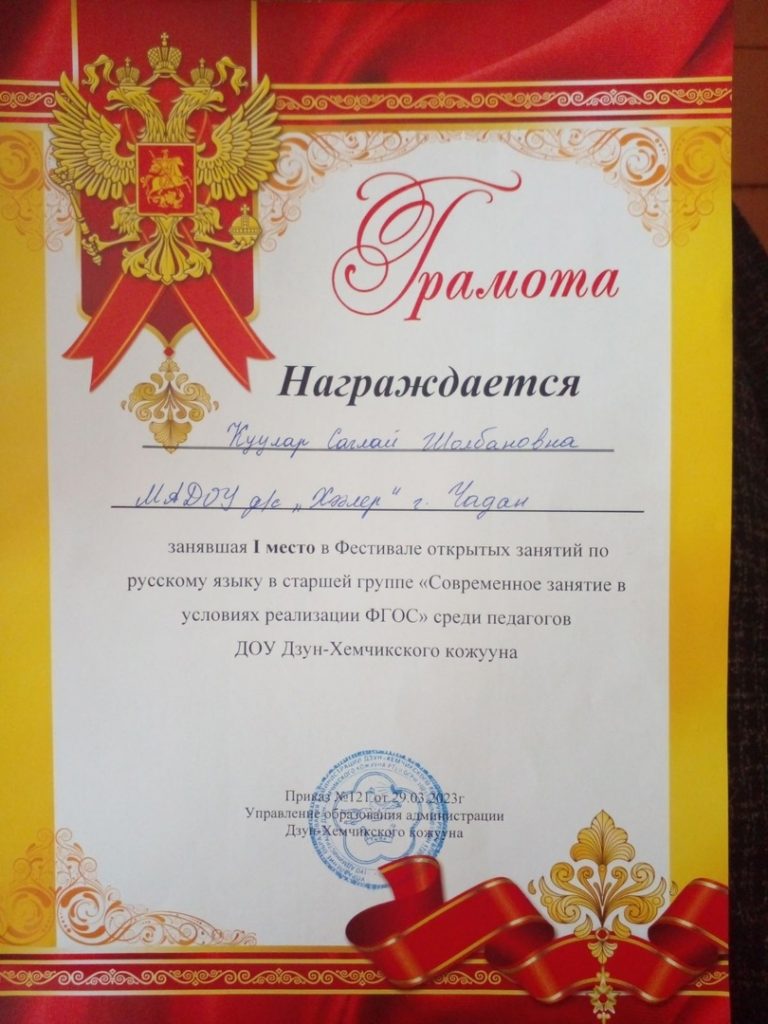 Грамота
Награждается
Куулар Саглай Шолбановна
МАДОУ д/с „Хээлер“ г. Чадан
занявшая I место в Фестивале открытых занятий по
русскому языку в старшей группе «Современное занятие в
условиях реализации ФГОС» среди педагогов
ДОУ Дзун-Хемчикского кожууна
Приказ №121 от 29.03.2023г
Управление образования администрации
Дзун-Хемчикского кожууна